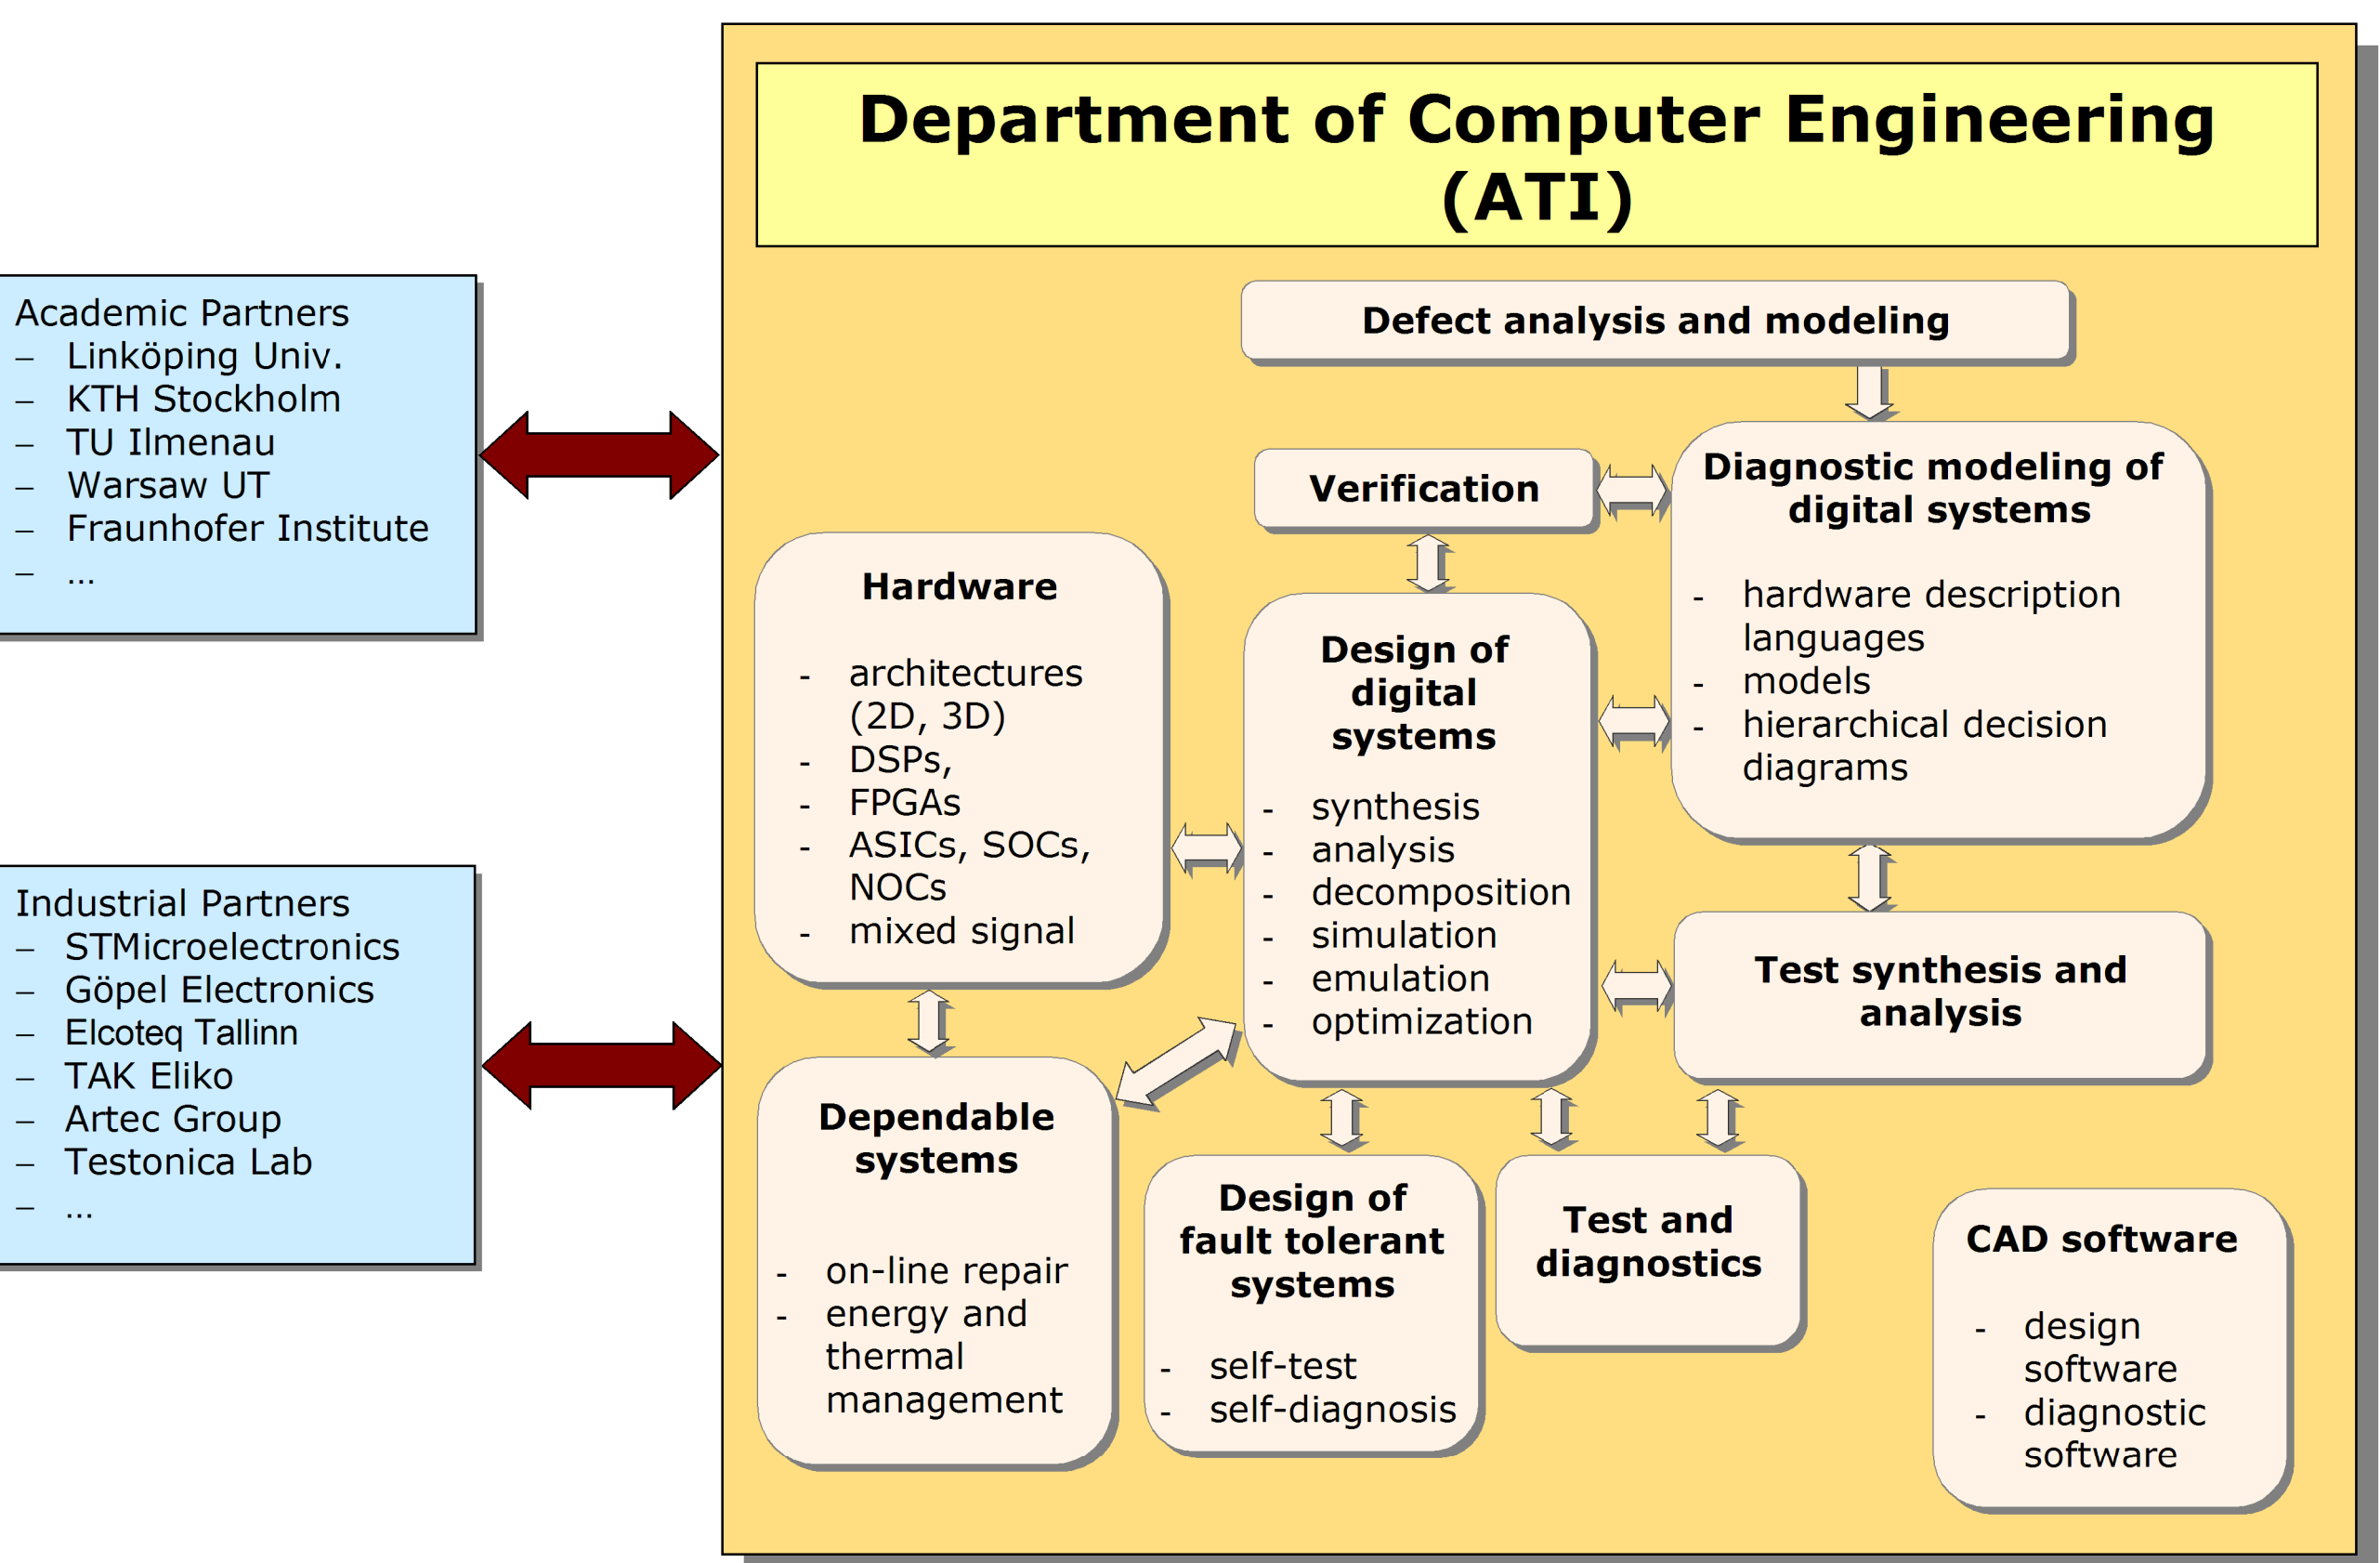 Department of Computer Engineering
(ATI)
Academic Partners
– Linköping Univ.
– KTH Stockholm
– TU Ilmenau
– Warsaw UT
– Fraunhofer Institute
– ...
Industrial Partners
– STMicroelectronics
– Göpel Electronics
– Elcoteq Tallinn
– TAK Eliko
– Artec Group
– Testonica Lab
– ...
Defect analysis and modeling
Verification
Diagnostic modeling of
digital systems
- hardware description
languages
- models
- hierarchical decision
diagrams
Hardware
- architectures
(2D, 3D)
- DSPs,
- FPGAs
- ASICs, SOCs,
NOCs
- mixed signal
Design of
digital
systems
- synthesis
- analysis
- decomposition
- simulation
- emulation
- optimization
Test synthesis and
analysis
Dependable
systems
- on-line repair
- energy and
thermal
management
Design of
fault tolerant
systems
- self-test
- self-diagnosis
Test and
diagnostics
CAD software
- design
software
- diagnostic
software